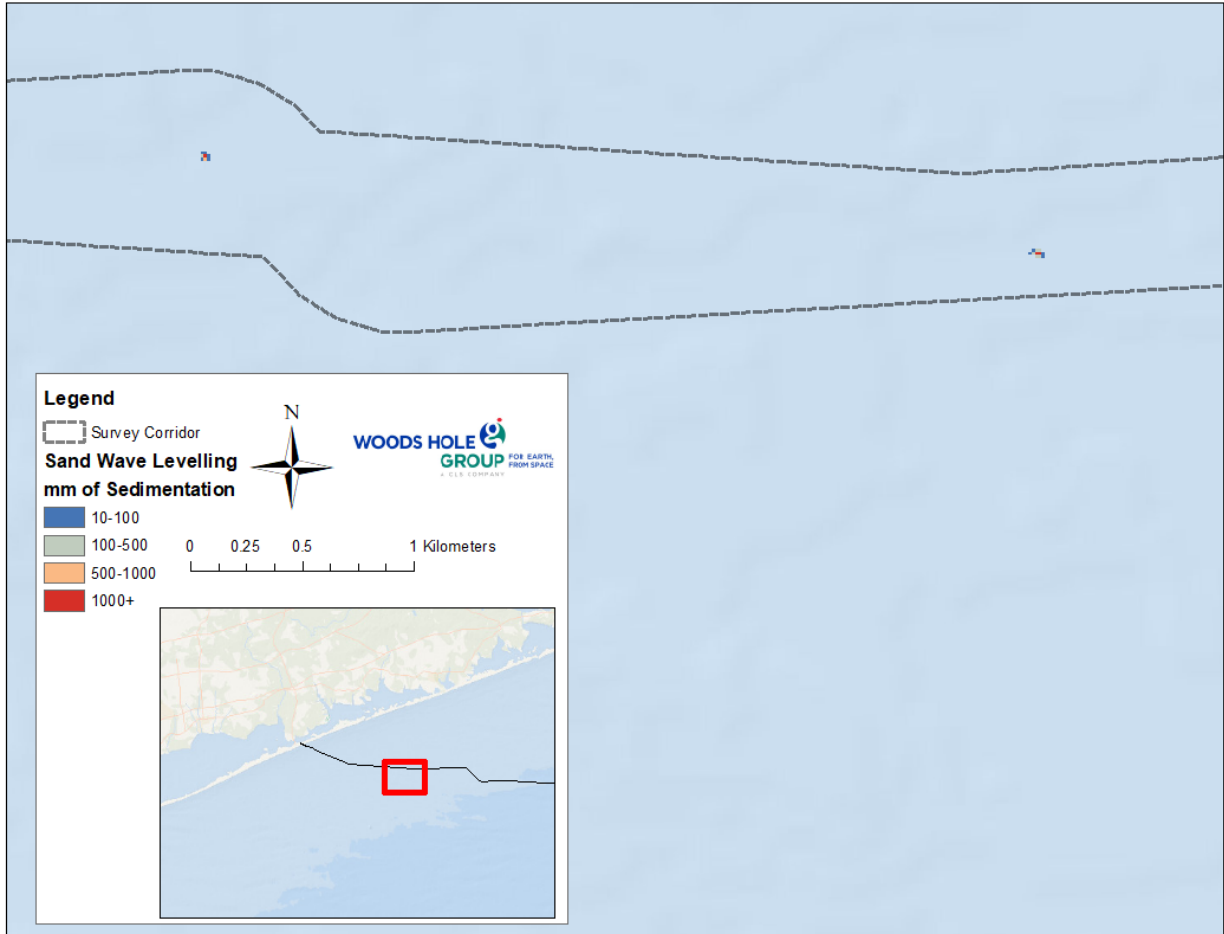 Legend
Survey Corridor
Sand Wave Levelling
mm of Sedimentation
10-100
100-500
500-1000
1000+
N
WOODS HOLE
GROUP
FOR EARTH,
FROM SPACE
A CLS COMPANY
0 0.25 0.5 1 Kilometers